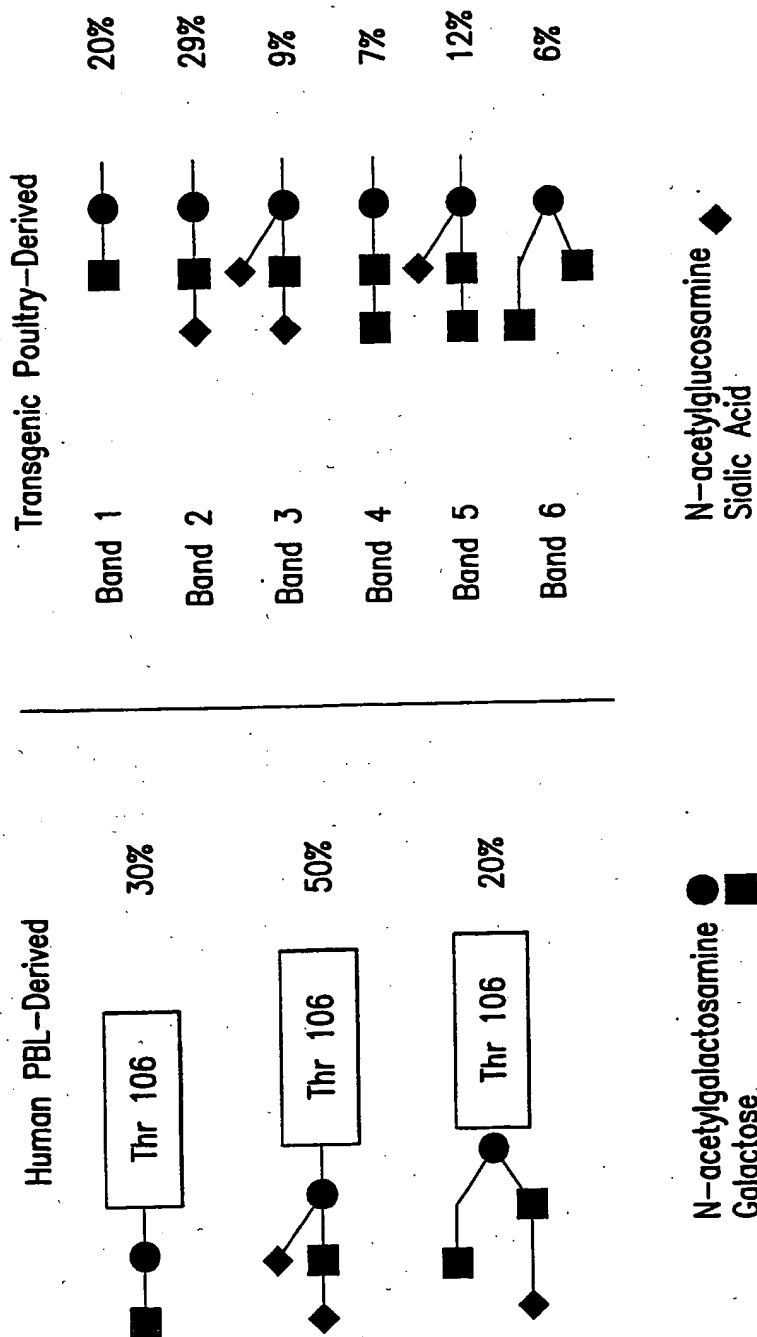 Human PBL-Derived
Thr 106
30%
Thr 106
50%
Thr 106
20%
Transgenic Poultry-Derived
Band 1
20%
Band 2
29%
Band 3
9%
Band 4
7%
Band 5
12%
Band 6
6%
N-acetylgalactosamine
Galactose
N-acetylglucosamine
Sialic Acid